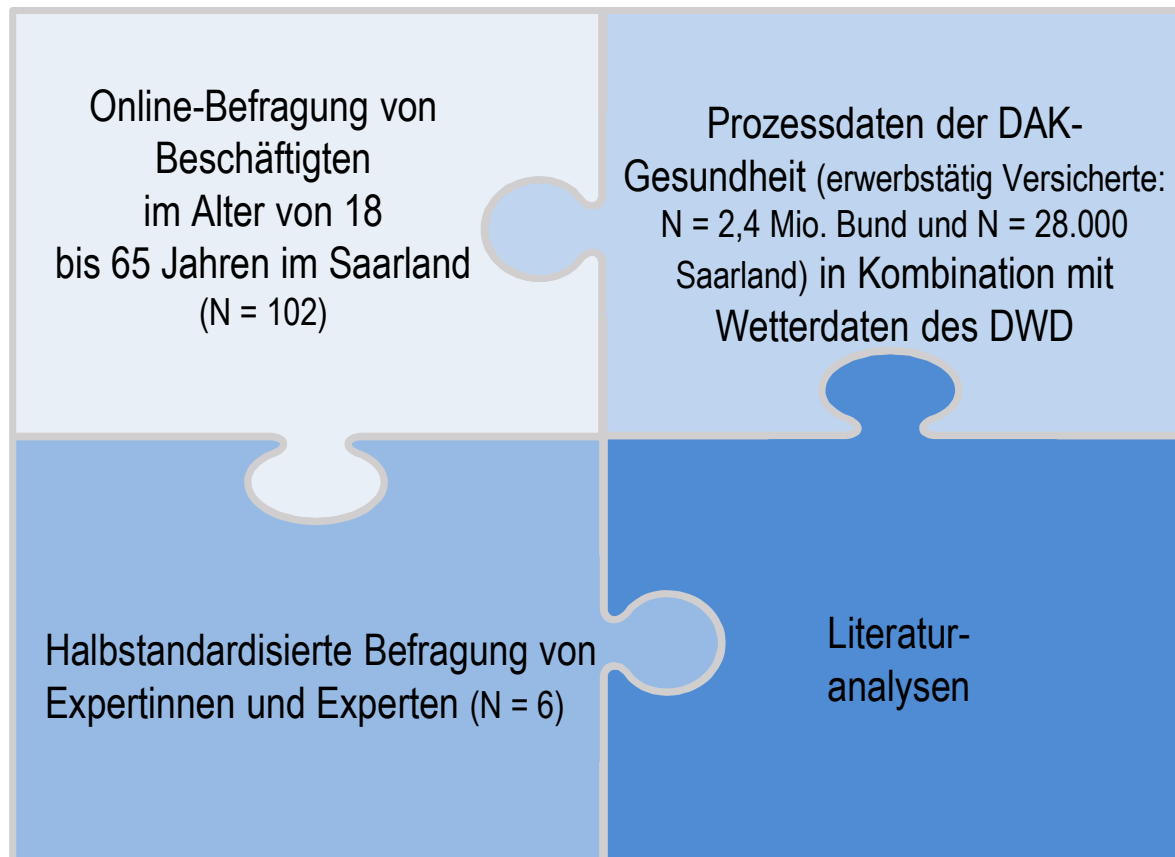 Online-Befragung von
Beschäftigten
im Alter von 18
bis 65 Jahren im Saarland
(N = 102)
Prozessdaten der DAK-
Gesundheit (erwerbstätig Versicherte:
N = 2,4 Mio. Bund und N = 28.000
Saarland) in Kombination mit
Wetterdaten des DWD
Halbstandardisierte Befragung von
Expertinnen und Experten (N = 6)
Literatur-
analysen